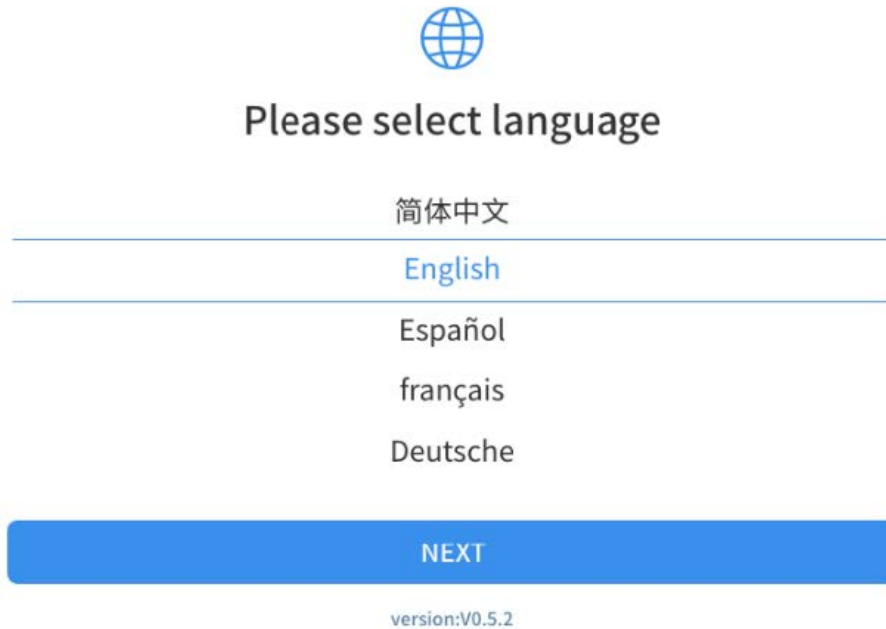 Please select language
简体中文
English
Español
français
Deutsche
NEXT
version:V0.5.2